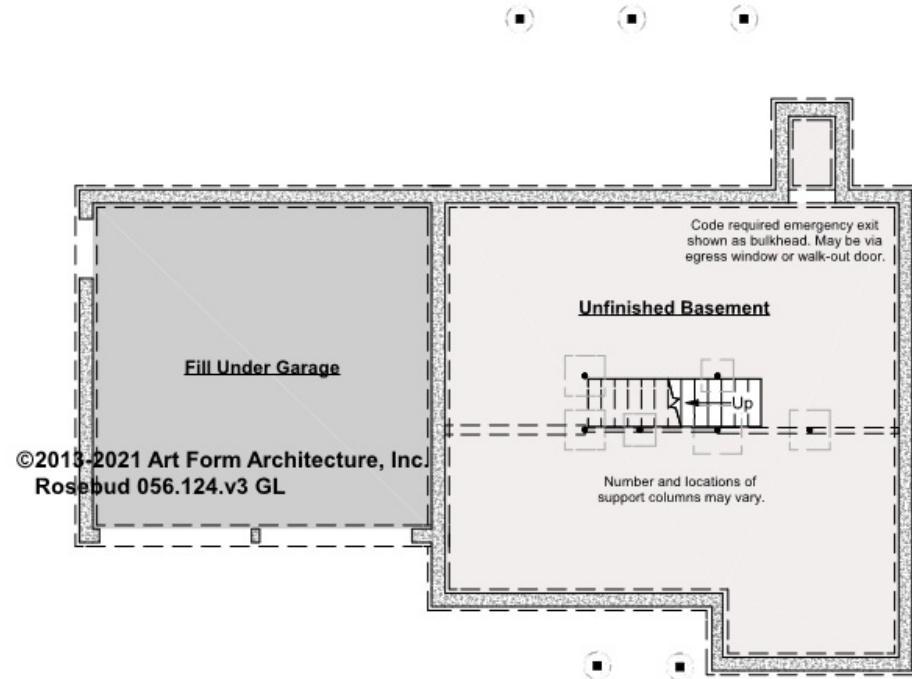 Code required emergency exit
shown as bulkhead. May be via
egress window or walk-out door.
Unfinished Basement
Fill Under Garage
Up
©2013-2021 Art Form Architecture, Inc.
Rosebud 056.124.v3 GL
Number and locations of
support columns may vary.